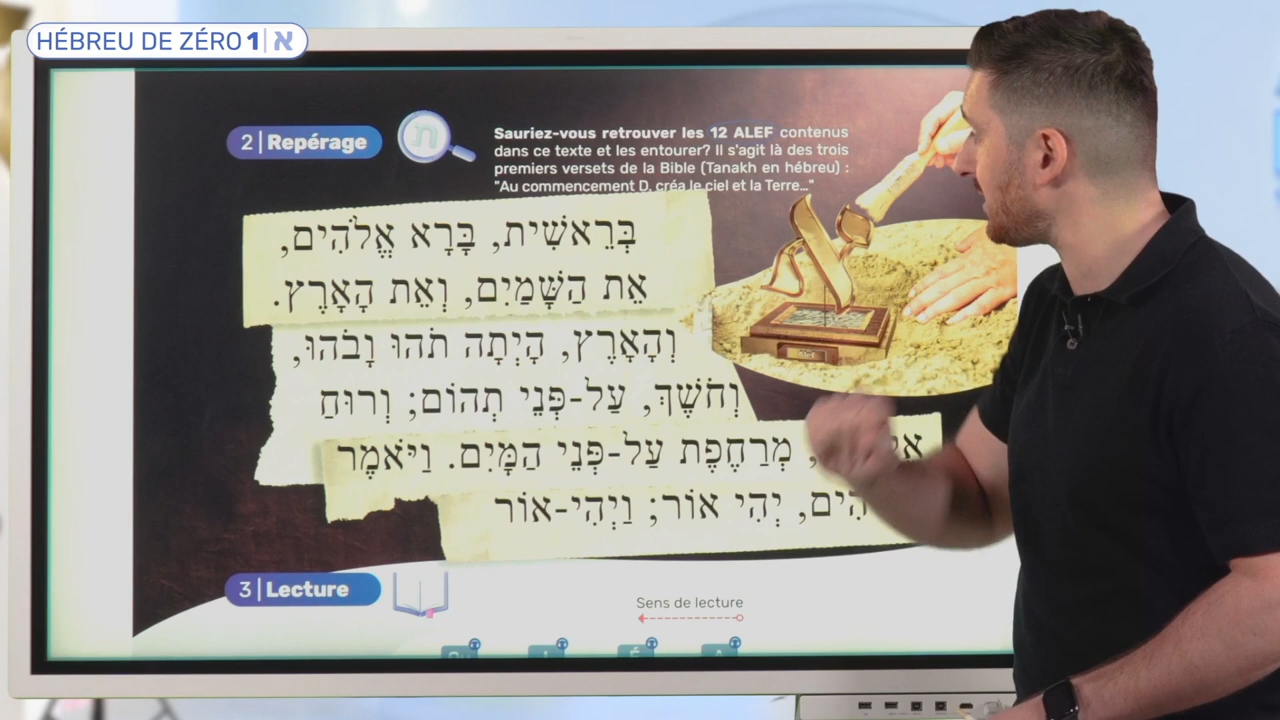 HÉBREU DE ZÉRO 1 | א
2 | Repérage
Sauriez-vous retrouver les 12 ALEF contenus
dans ce texte et les entourer? Il s'agit là des trois
premiers versets de la Bible (Tanakh en hébreu) :
"Au commencement D. créa le ciel et la Terre..."
בְּרֵאשִׁית, בָּרָא אֱלֹהִים,
אֵת הַשָּׁמַיִם, וְאֵת הָאָרֶץ.
וְהָאָרֶץ, הָיְתָה תֹהוּ וָבֹהוּ,
וְחֹשֶׁךְ, עַל-פְּנֵי תְהוֹם; וְרוּחַ
מְרַחֶפֶת עַל-פְּנֵי הַמָּיִם. וַיֹּאמֶר
יְהִי אוֹר; וַיְהִי-אוֹר
Alef
3 | Lecture
Sens de lecture